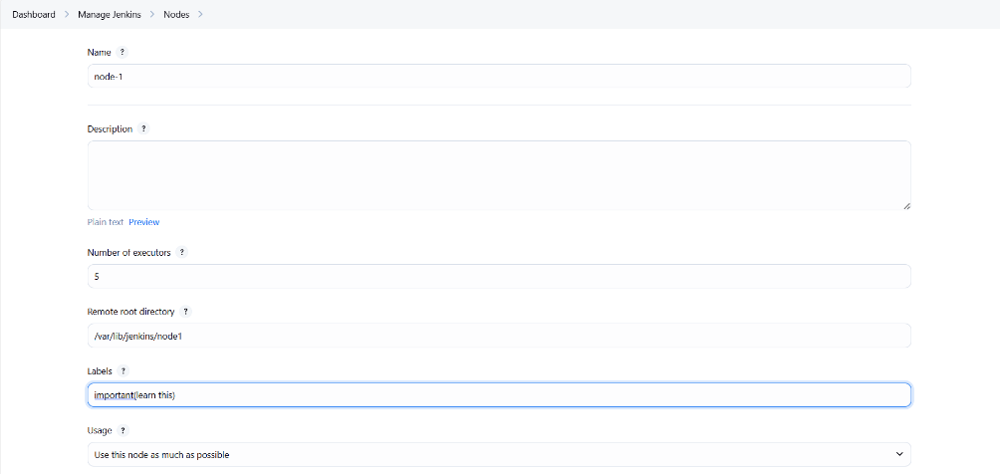 Dashboard > Manage Jenkins > Nodes >
Name ?
node-1
Description ?
Plain text Preview
Number of executors ?
5
Remote root directory ?
/var/lib/jenkins/node1
Labels ?
important(learn this)
Usage ?
Use this node as much as possible